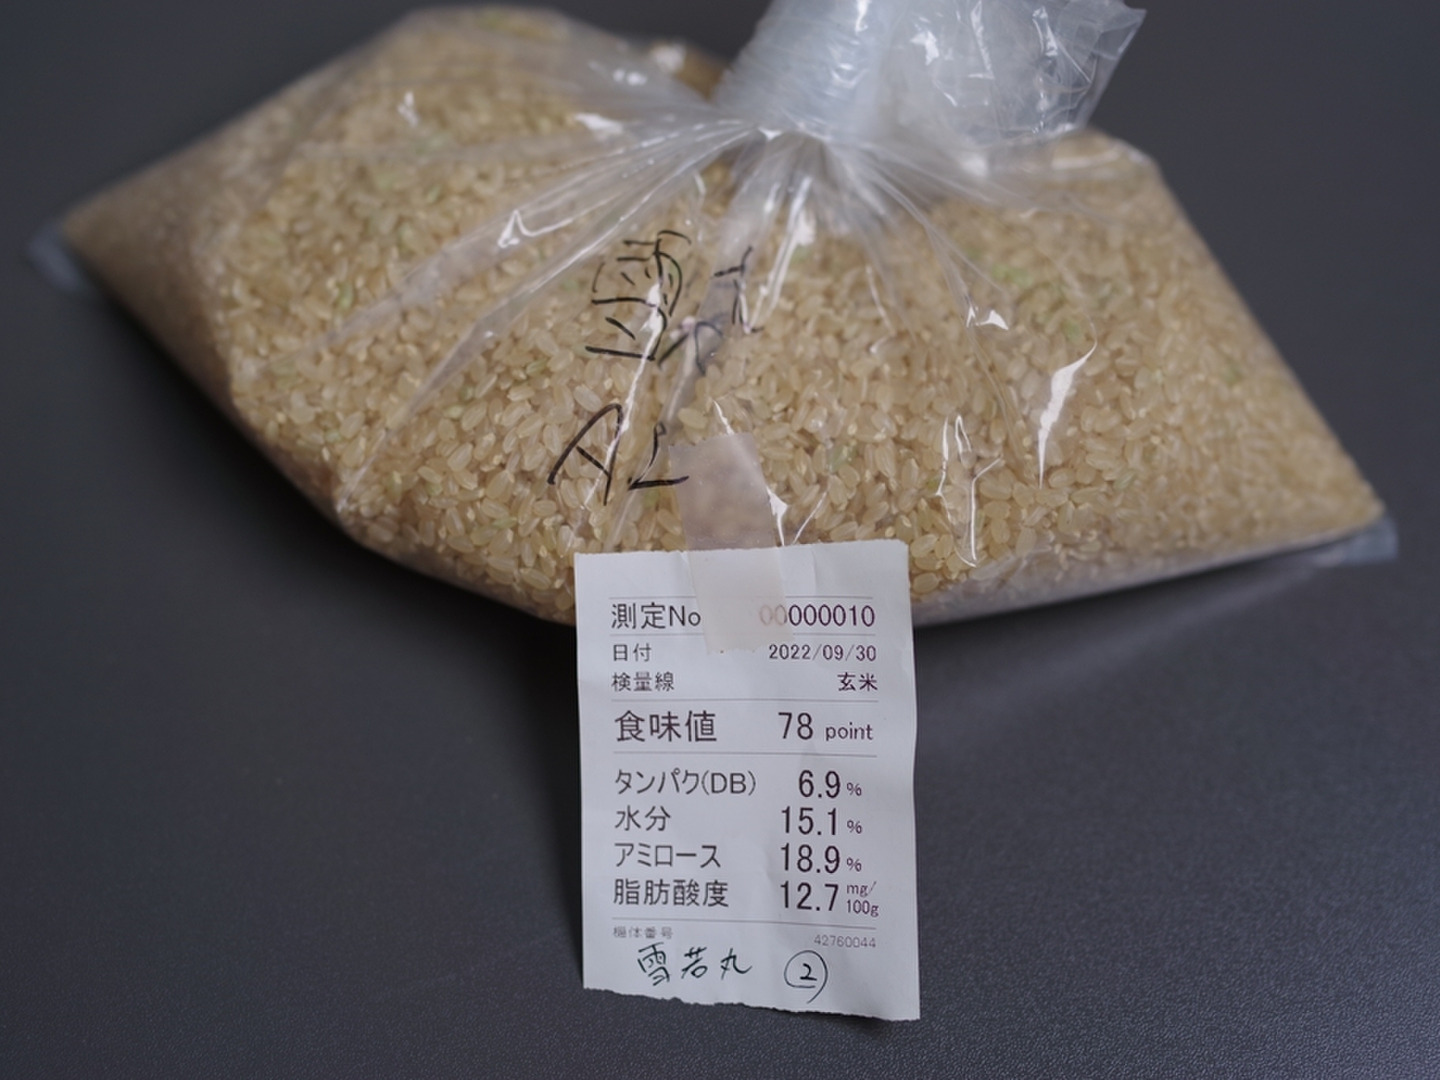 測定No 00000010
日付 2022/09/30
検量線 玄米
食味値 78 point
タンパク(DB) 6.9%
水分 15.1%
アミロース 18.9%
脂肪酸度 12.7 mg/100g
機体番号 42760044
雪若丸 ②